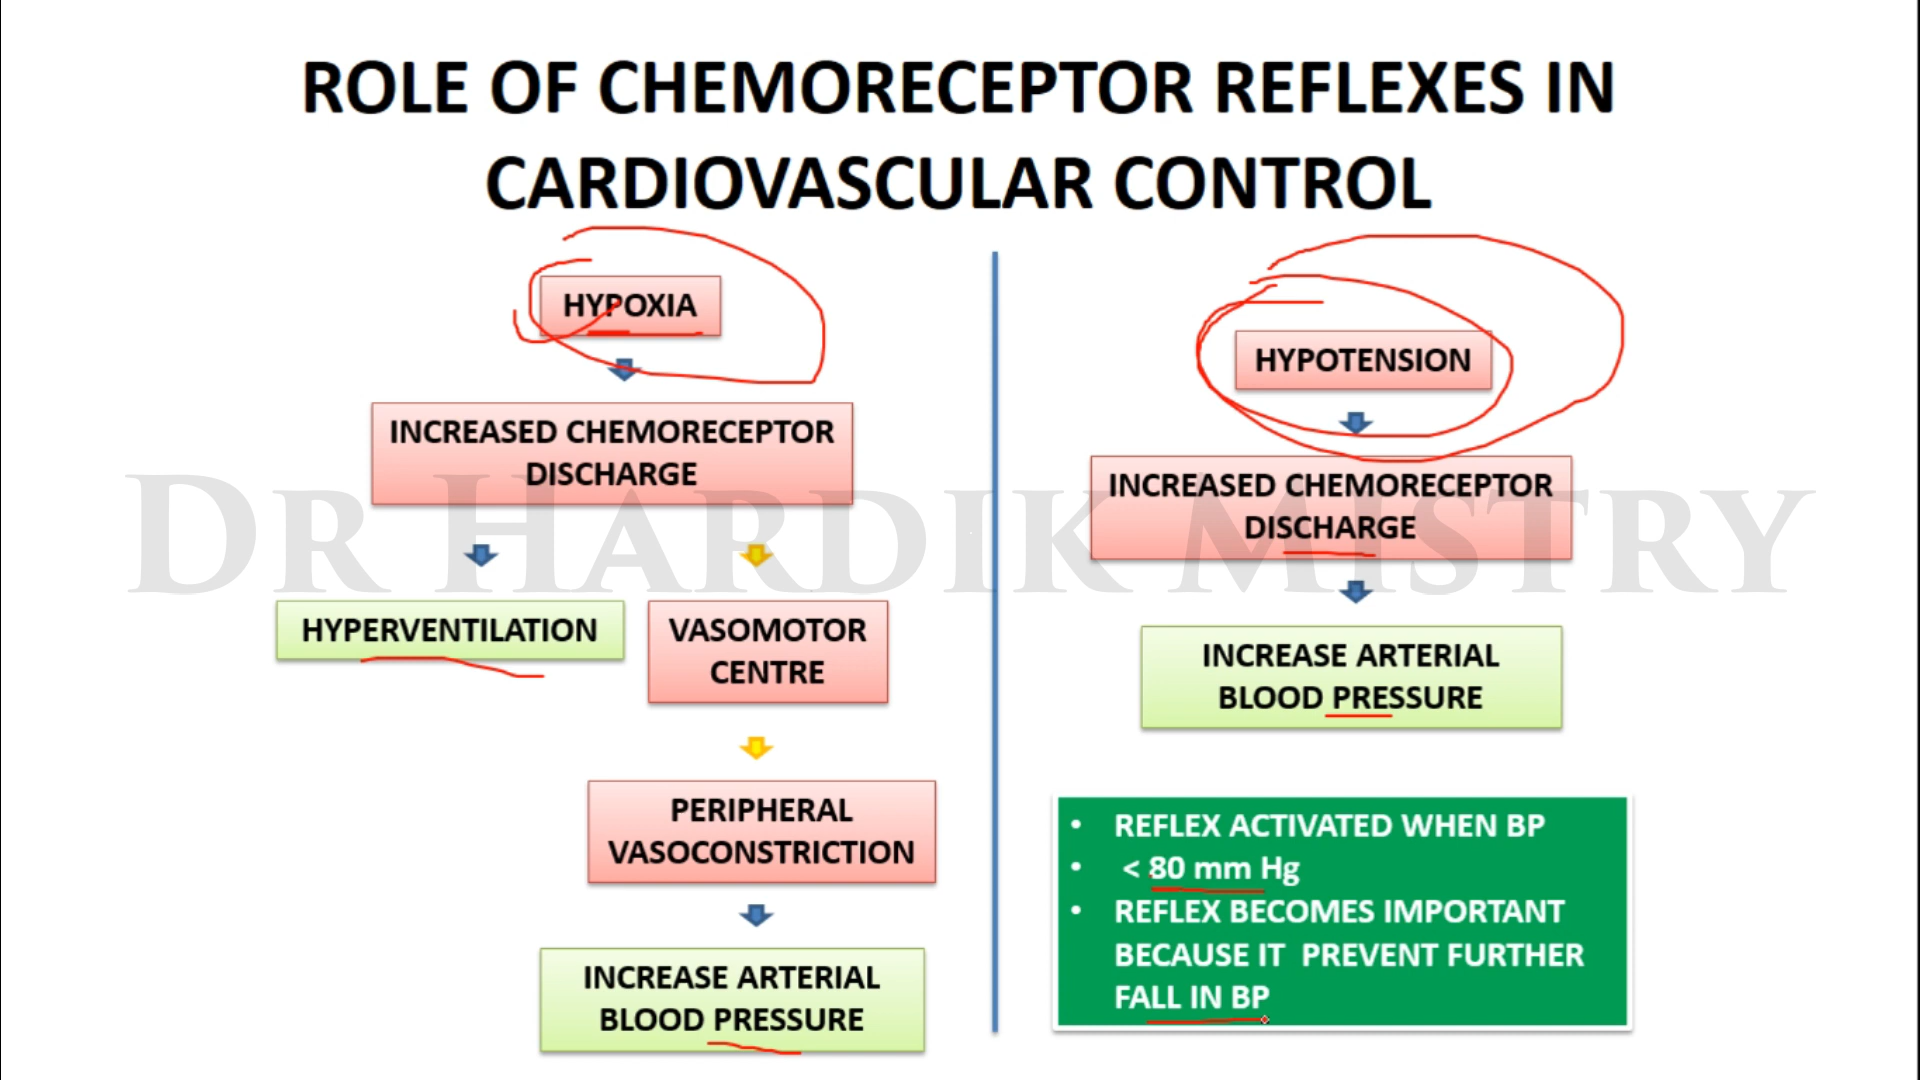 ROLE OF CHEMORECEPTOR REFLEXES IN
CARDIOVASCULAR CONTROL
HYPOXIA
INCREASED CHEMORECEPTOR
DISCHARGE
HYPERVENTILATION
VASOMOTOR
CENTRE
PERIPHERAL
VASOCONSTRICTION
INCREASE ARTERIAL
BLOOD PRESSURE
HYPOTENSION
INCREASED CHEMORECEPTOR
DISCHARGE
INCREASE ARTERIAL
BLOOD PRESSURE
• REFLEX ACTIVATED WHEN BP
• < 80 mm Hg
• REFLEX BECOMES IMPORTANT
BECAUSE IT PREVENT FURTHER
FALL IN BP
DR HARDIK MISTRY